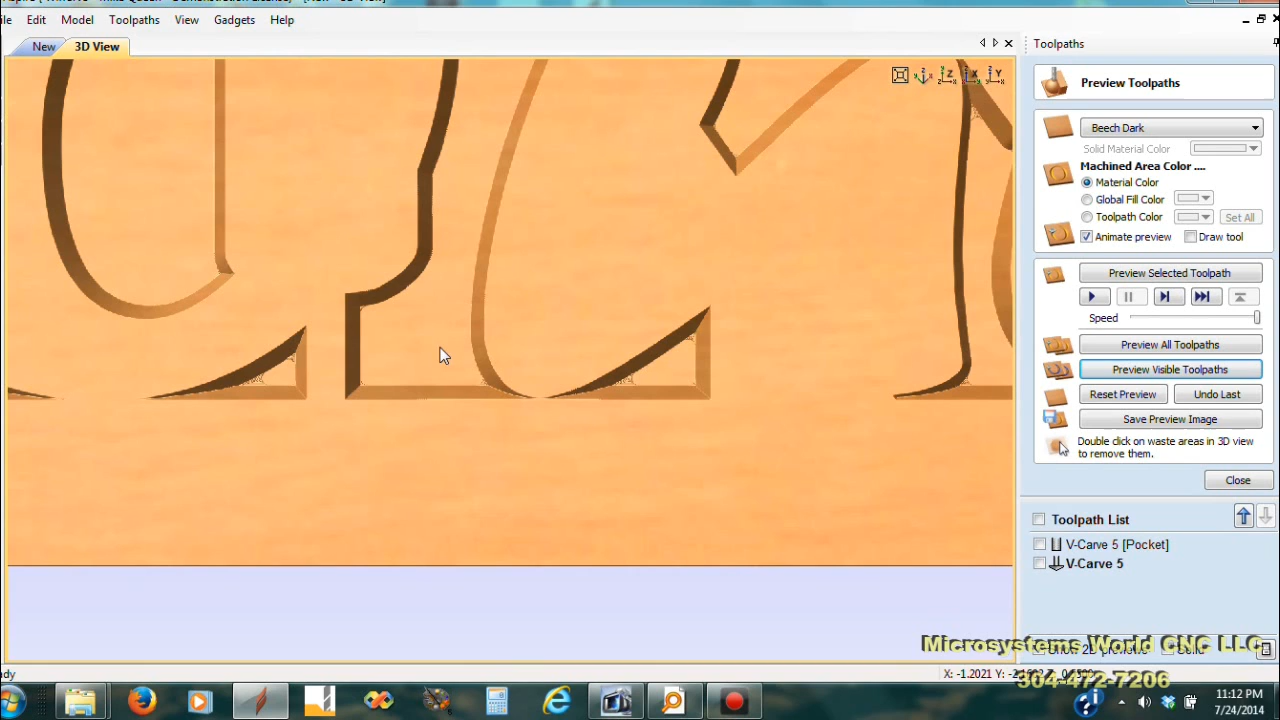 File Edit Model Toolpaths View Gadgets Help
New 3D View
Toolpaths
Preview Toolpaths
Beech Dark
Solid Material Color
Machined Area Color ....
Material Color
Global Fill Color
Toolpath Color Set All
Animate preview Draw tool
Preview Selected Toolpath
Speed
Preview All Toolpaths
Preview Visible Toolpaths
Reset Preview Undo Last
Save Preview Image
Double click on waste areas in 3D view
to remove them.
Close
Toolpath List
V-Carve 5 [Pocket]
V-Carve 5
Microsystems World CNC LLC
304-472-7206
X: -1.2021 Y:
11:12 PM
7/24/2014